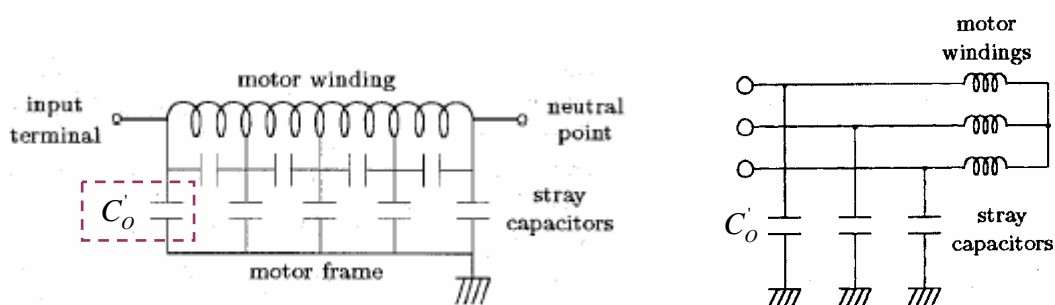 motor winding
input
terminal
neutral
point
C'o
stray
capacitors
motor frame
motor
windings
C'o
stray
capacitors